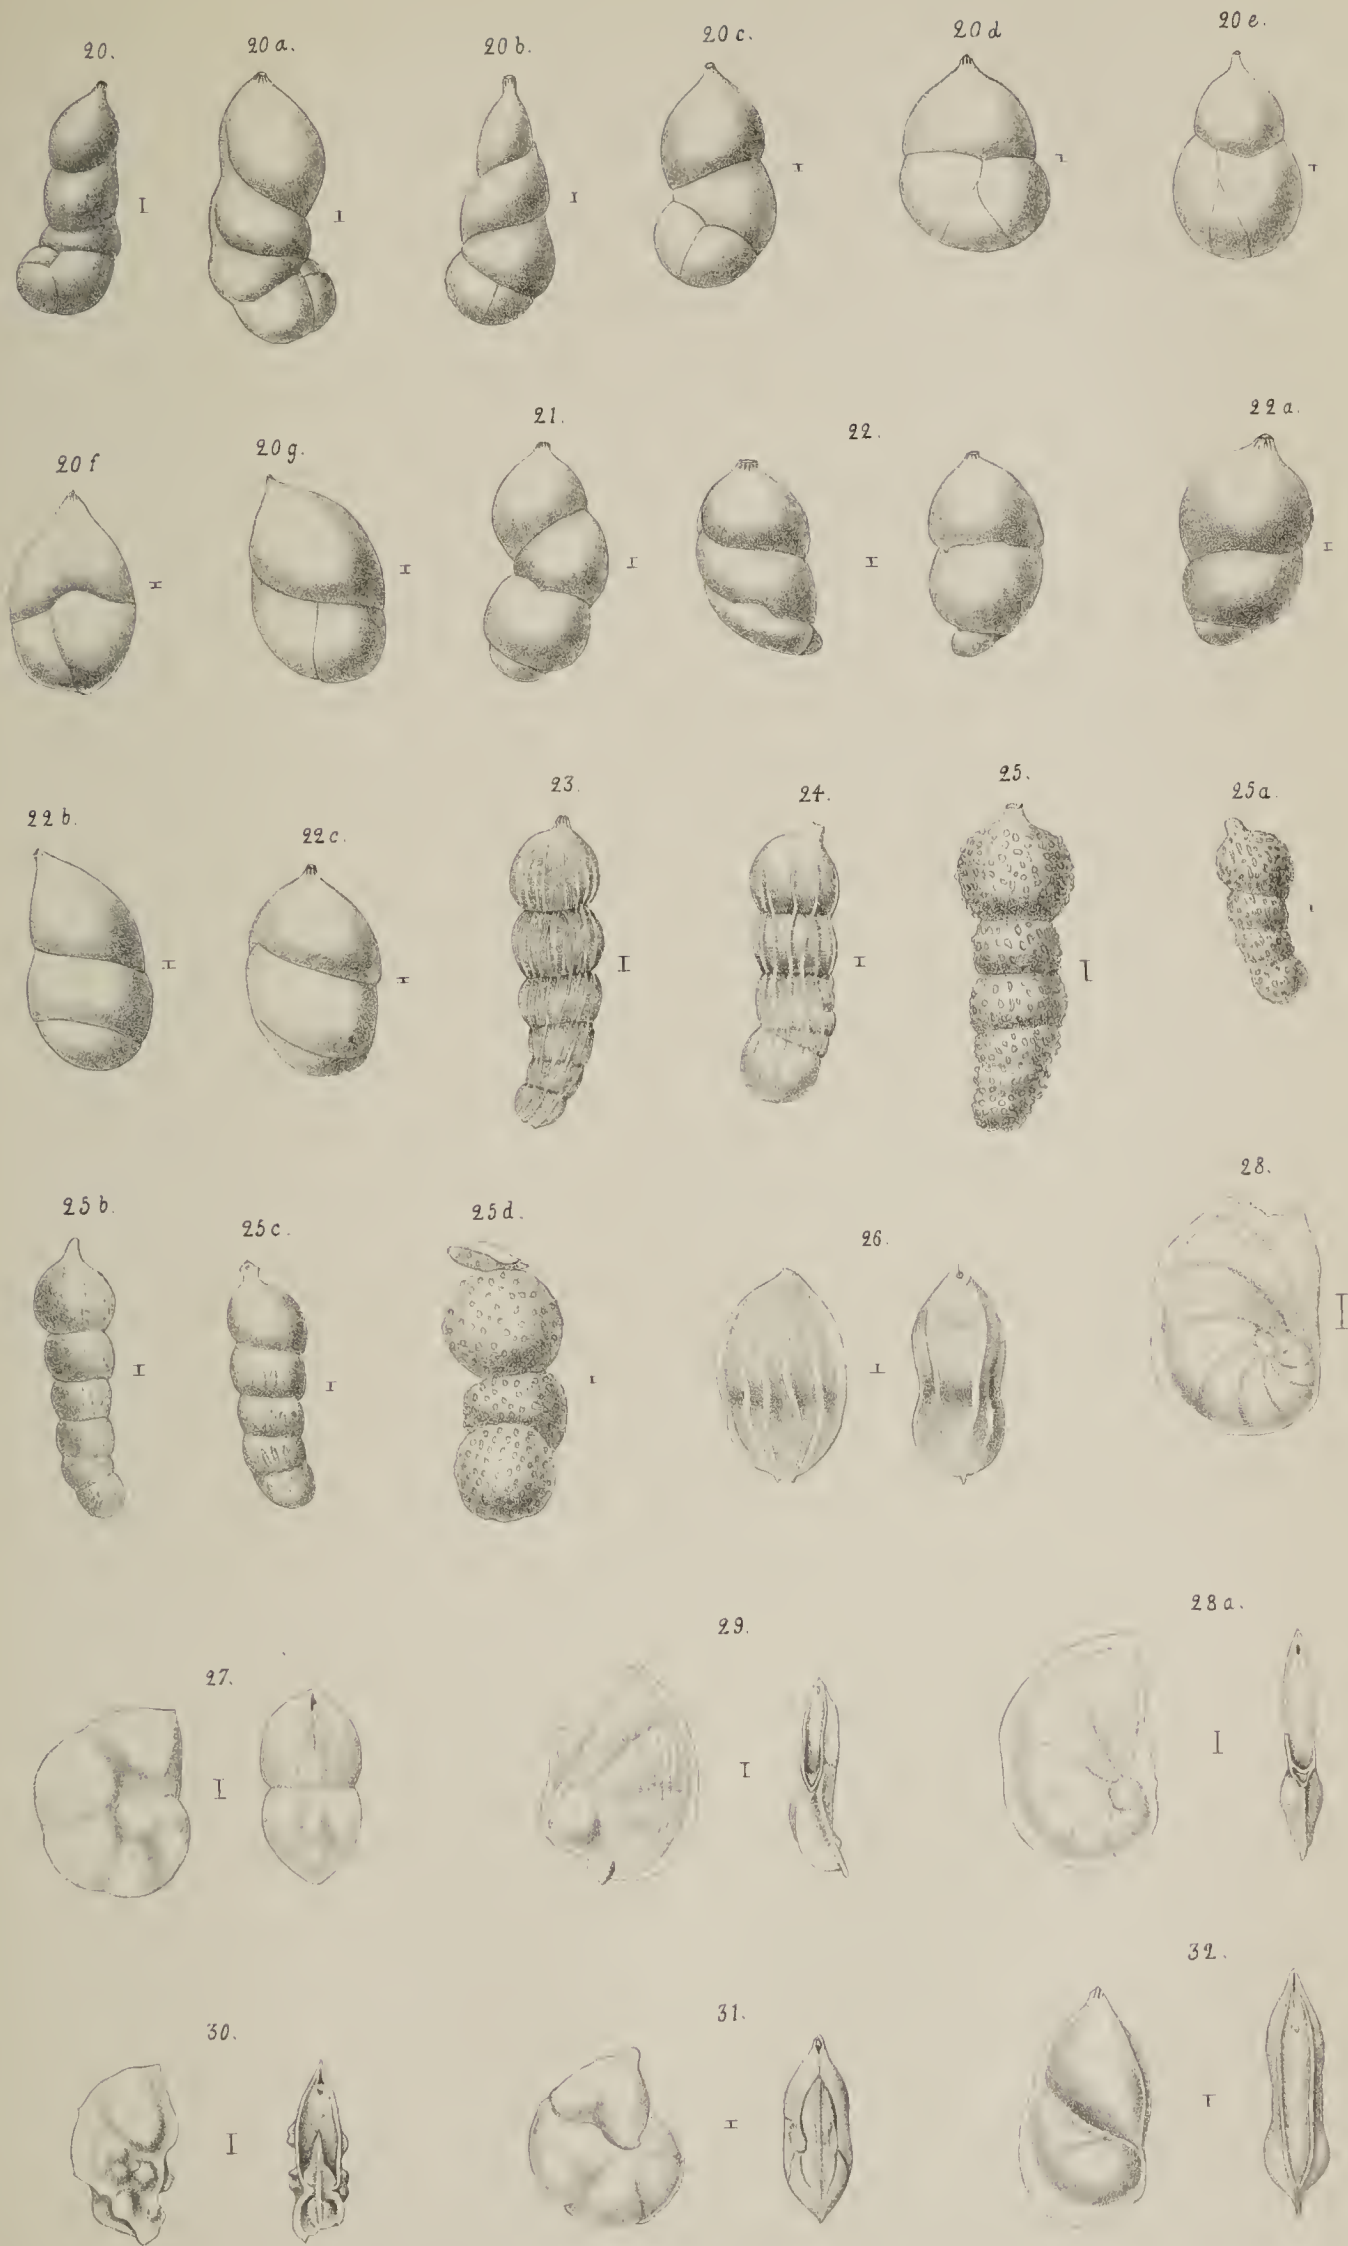 20. 20 a. 20 b. 20 c. 20 d 20 e.
20 f 20 g. 21. 22. 22 a.
22 b. 22 c. 23. 24. 25. 25 a.
25 b. 25 c. 25 d. 26. 28.
27. 29. 28 a.
30. 31. 32.